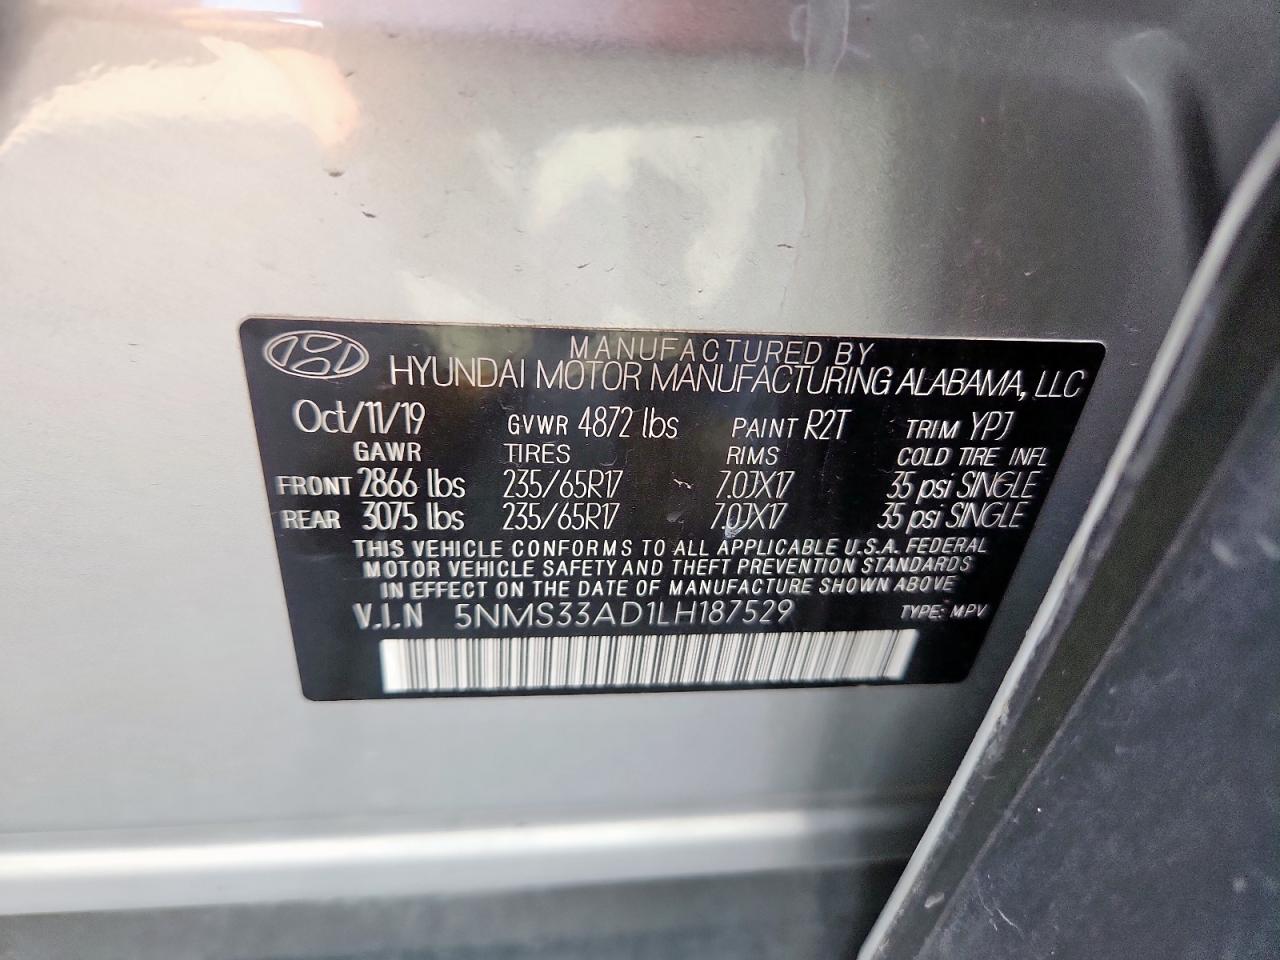 MANUFACTURED BY
HYUNDAI MOTOR MANUFACTURING ALABAMA, LLC
Oct/11/19 GVWR 4872 lbs PAINT R2T TRIM YPJ
GAWR TIRES RIMS COLD TIRE INFL
FRONT 2866 lbs 235/65R17 7.0JX17 35 psi SINGLE
REAR 3075 lbs 235/65R17 7.0JX17 35 psi SINGLE
THIS VEHICLE CONFORMS TO ALL APPLICABLE U.S.A. FEDERAL
MOTOR VEHICLE SAFETY AND THEFT PREVENTION STANDARDS
IN EFFECT ON THE DATE OF MANUFACTURE SHOWN ABOVE
V.I.N 5NMS33AD1LH187529 TYPE: MPV